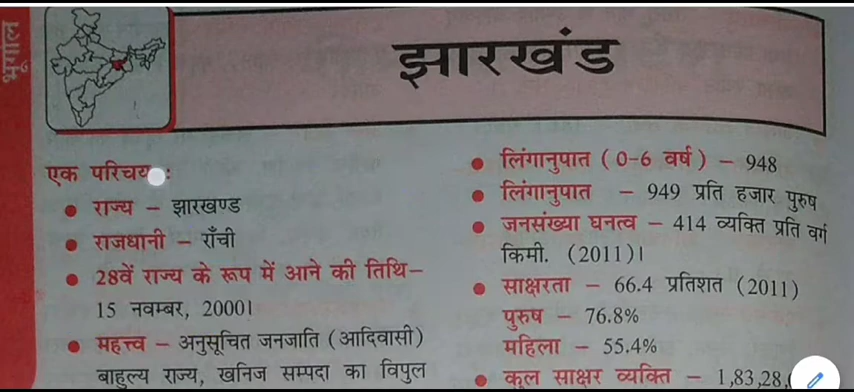 भूगोल
झारखंड
एक परिचय :
• राज्य – झारखण्ड
• राजधानी – राँची
• 28वें राज्य के रूप में आने की तिथि–
15 नवम्बर, 2000।
• महत्त्व – अनुसूचित जनजाति (आदिवासी)
बाहुल्य राज्य, खनिज सम्पदा का विपुल
• लिंगानुपात (0-6 वर्ष) – 948
• लिंगानुपात – 949 प्रति हजार पुरुष
• जनसंख्या घनत्व – 414 व्यक्ति प्रति वर्ग
किमी. (2011)।
• साक्षरता – 66.4 प्रतिशत (2011)
पुरुष – 76.8%
महिला – 55.4%
• कुल साक्षर व्यक्ति – 1,83,28,